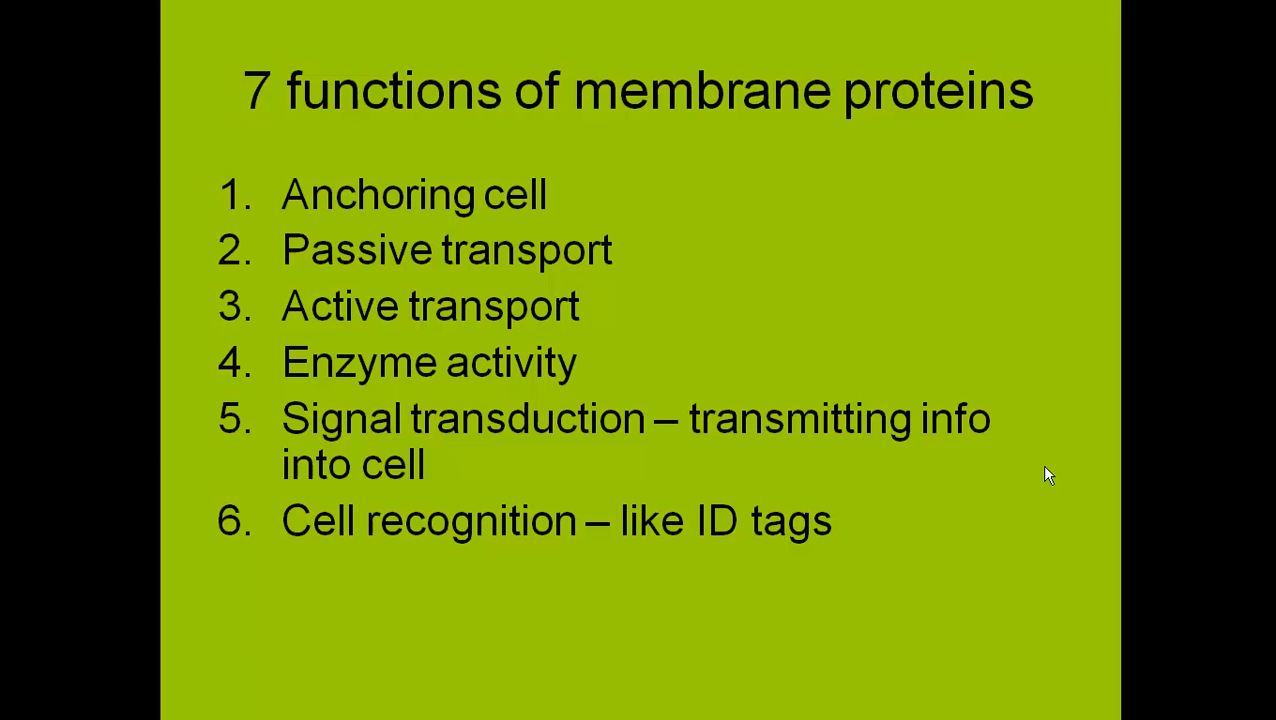 7 functions of membrane proteins
1. Anchoring cell
2. Passive transport
3. Active transport
4. Enzyme activity
5. Signal transduction – transmitting info
into cell
6. Cell recognition – like ID tags